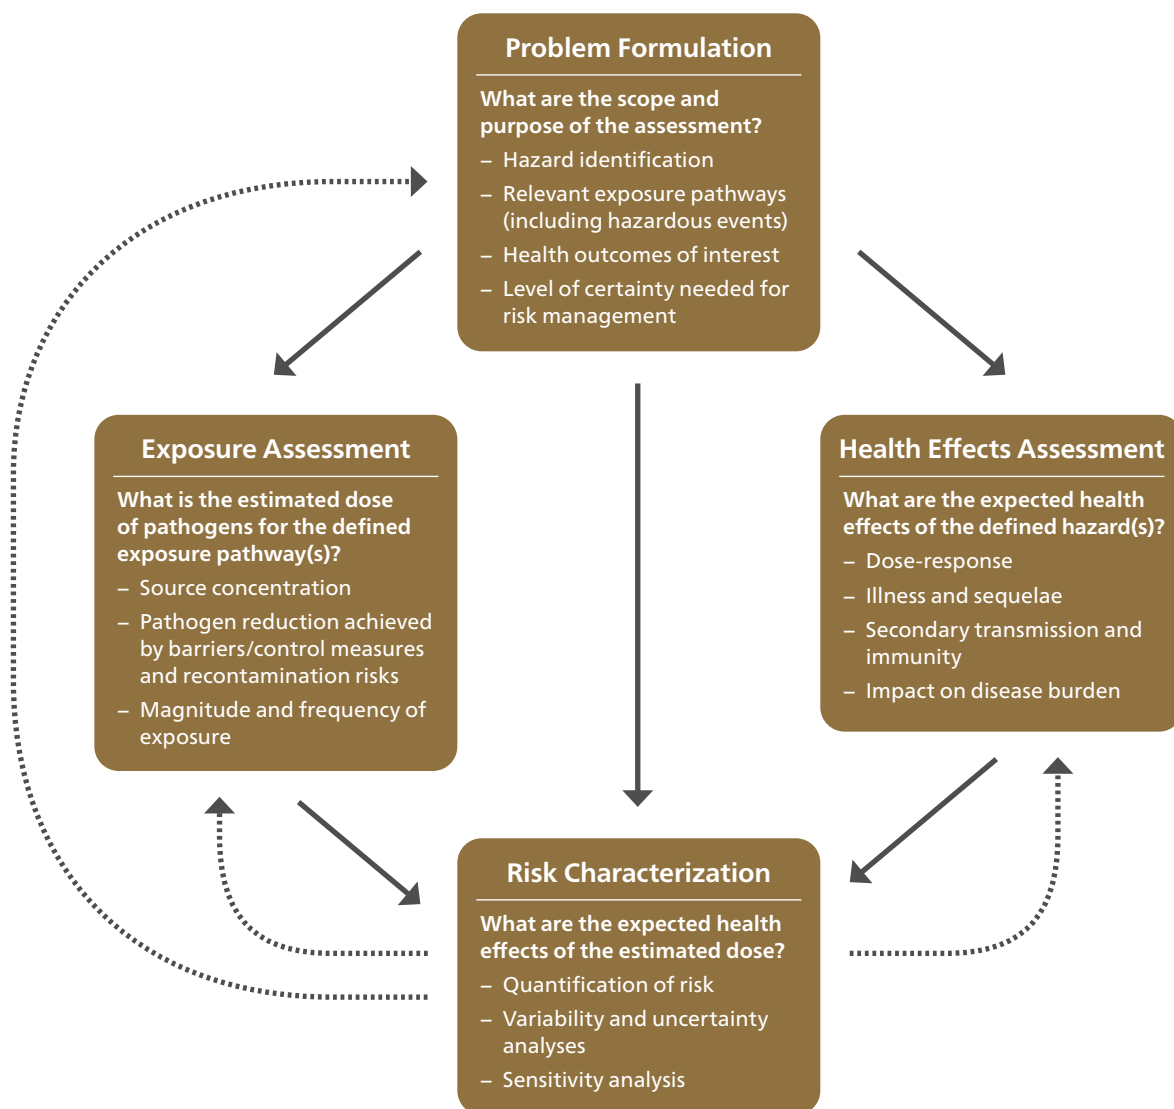 Problem Formulation
What are the scope and
purpose of the assessment?
– Hazard identification
– Relevant exposure pathways
(including hazardous events)
– Health outcomes of interest
– Level of certainty needed for
risk management
Exposure Assessment
What is the estimated dose
of pathogens for the defined
exposure pathway(s)?
– Source concentration
– Pathogen reduction achieved
by barriers/control measures
and recontamination risks
– Magnitude and frequency of
exposure
Health Effects Assessment
What are the expected health
effects of the defined hazard(s)?
– Dose-response
– Illness and sequelae
– Secondary transmission and
immunity
– Impact on disease burden
Risk Characterization
What are the expected health
effects of the estimated dose?
– Quantification of risk
– Variability and uncertainty
analyses
– Sensitivity analysis